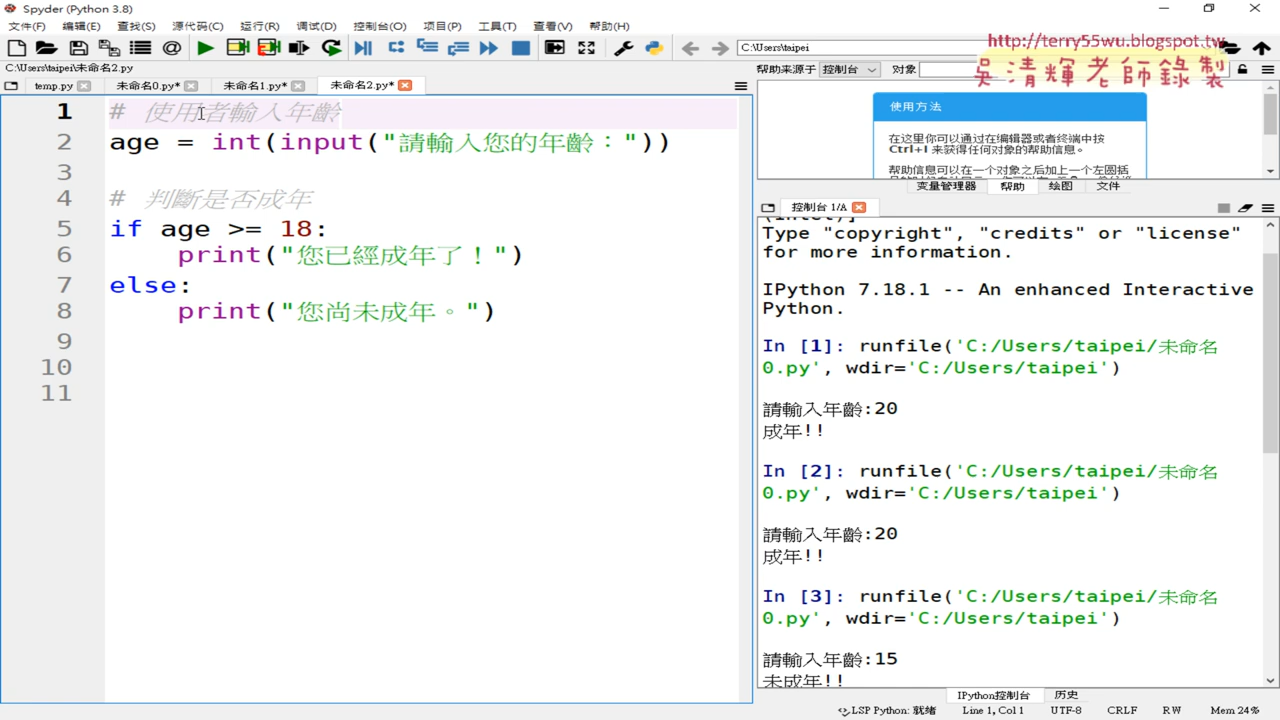 Spyder (Python 3.8)
文件(F) 编辑(E) 查找(S) 源代码(C) 运行(R) 调试(D) 控制台(O) 项目(P) 工具(T) 查看(V) 帮助(H)
C:\Users\taipei
http://terry55wu.blogspot.tw
吳清輝老師錄製
C:\Users\taipei\未命名2.py
temp.py 未命名0.py* 未命名1.py* 未命名2.py*
帮助来源于 控制台 对象
1 # 使用者輸入年齡
2 age = int(input("請輸入您的年齡："))
3
4 # 判斷是否成年
5 if age >= 18:
6 print("您已經成年了！")
7 else:
8 print("您尚未成年。")
9
10
11
使用方法
在这里你可以通过在编辑器或者终端中按
Ctrl+I 来获得任何对象的帮助信息。
帮助信息可以在一个对象之后加上一个左圆括
变量管理器 帮助 绘图 文件
控制台 1/A
Type "copyright", "credits" or "license"
for more information.
IPython 7.18.1 -- An enhanced Interactive
Python.
In [1]: runfile('C:/Users/taipei/未命名
0.py', wdir='C:/Users/taipei')
請輸入年齡:20
成年!!
In [2]: runfile('C:/Users/taipei/未命名
0.py', wdir='C:/Users/taipei')
請輸入年齡:20
成年!!
In [3]: runfile('C:/Users/taipei/未命名
0.py', wdir='C:/Users/taipei')
請輸入年齡:15
未成年!!
IPython控制台 历史
LSP Python: 就绪 Line 1, Col 1 UTF-8 CRLF RW Mem 24%